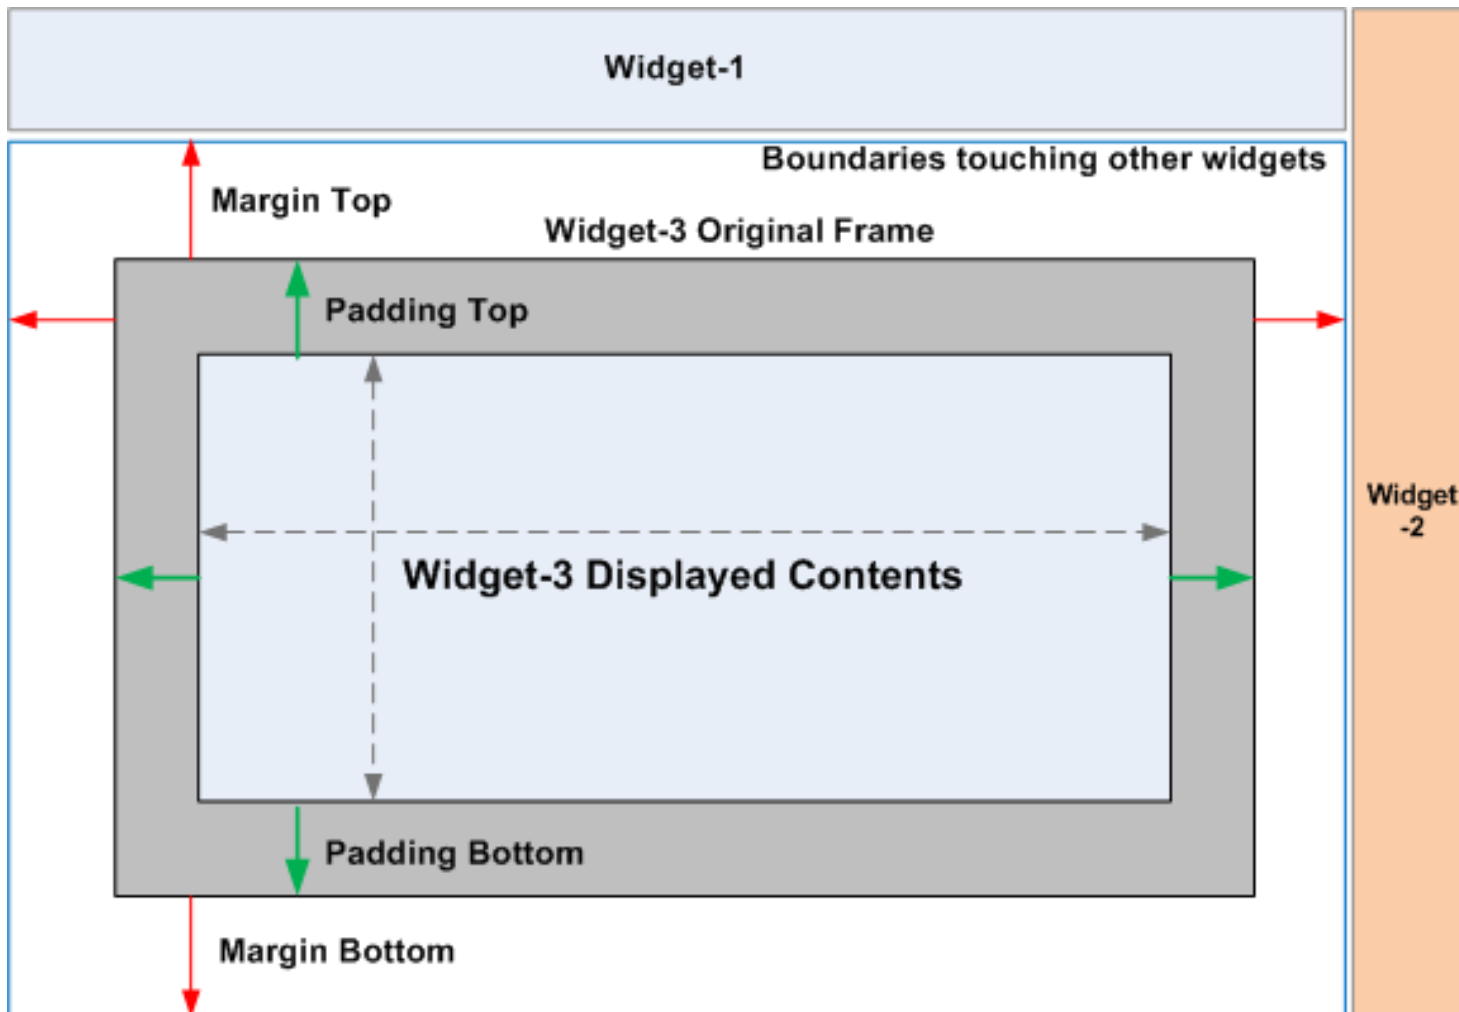 Widget-1
Boundaries touching other widgets
Margin Top
Widget-3 Original Frame
Padding Top
Widget
-2
Widget-3 Displayed Contents
Padding Bottom
Margin Bottom